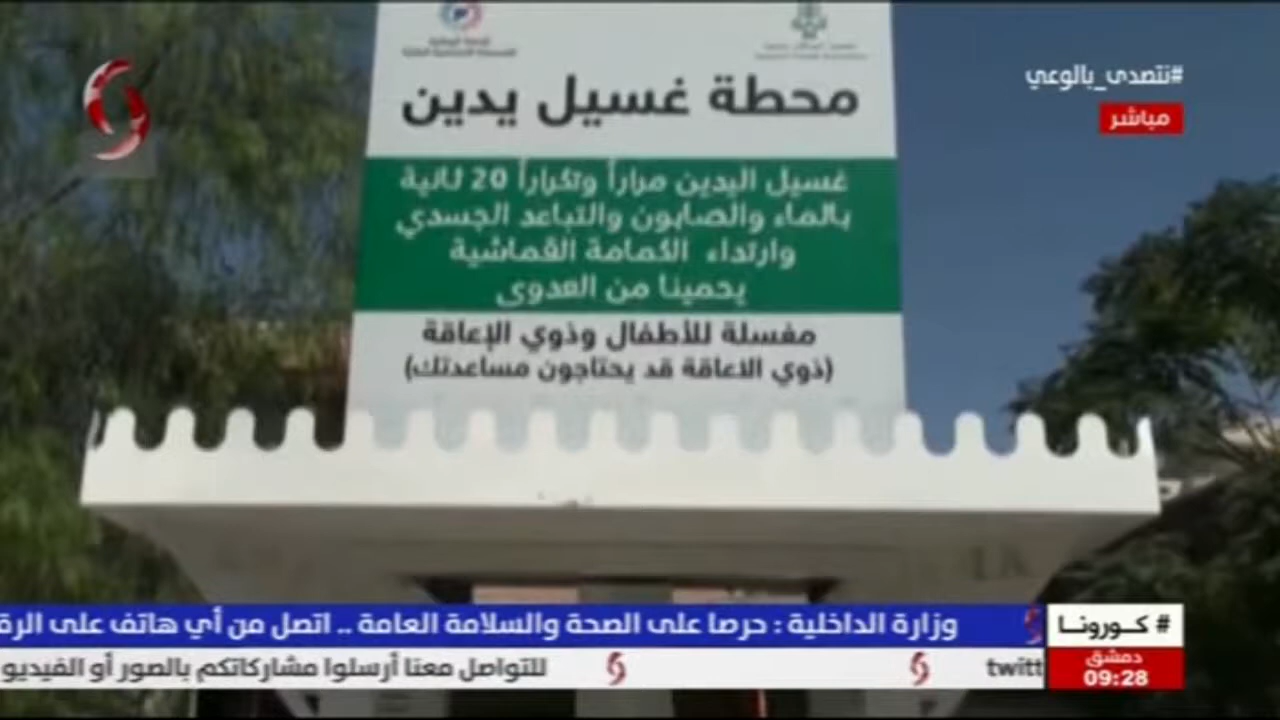 #نتصدى_بالوعي
مباشر
محطة غسيل يدين
غسيل اليدين مراراً وتكراراً 20 ثانية
بالماء والصابون والتباعد الجسدي
وارتداء الكمامة القماشية
يحمينا من العدوى
مغسلة للأطفال وذوي الإعاقة
(ذوي الاعاقة قد يحتاجون مساعدتك)
# كورونا
وزارة الداخلية : حرصا على الصحة والسلامة العامة .. اتصل من أي هاتف على الرق
دمشق
09:28
twitt
للتواصل معنا أرسلوا مشاركاتكم بالصور أو الفيديو